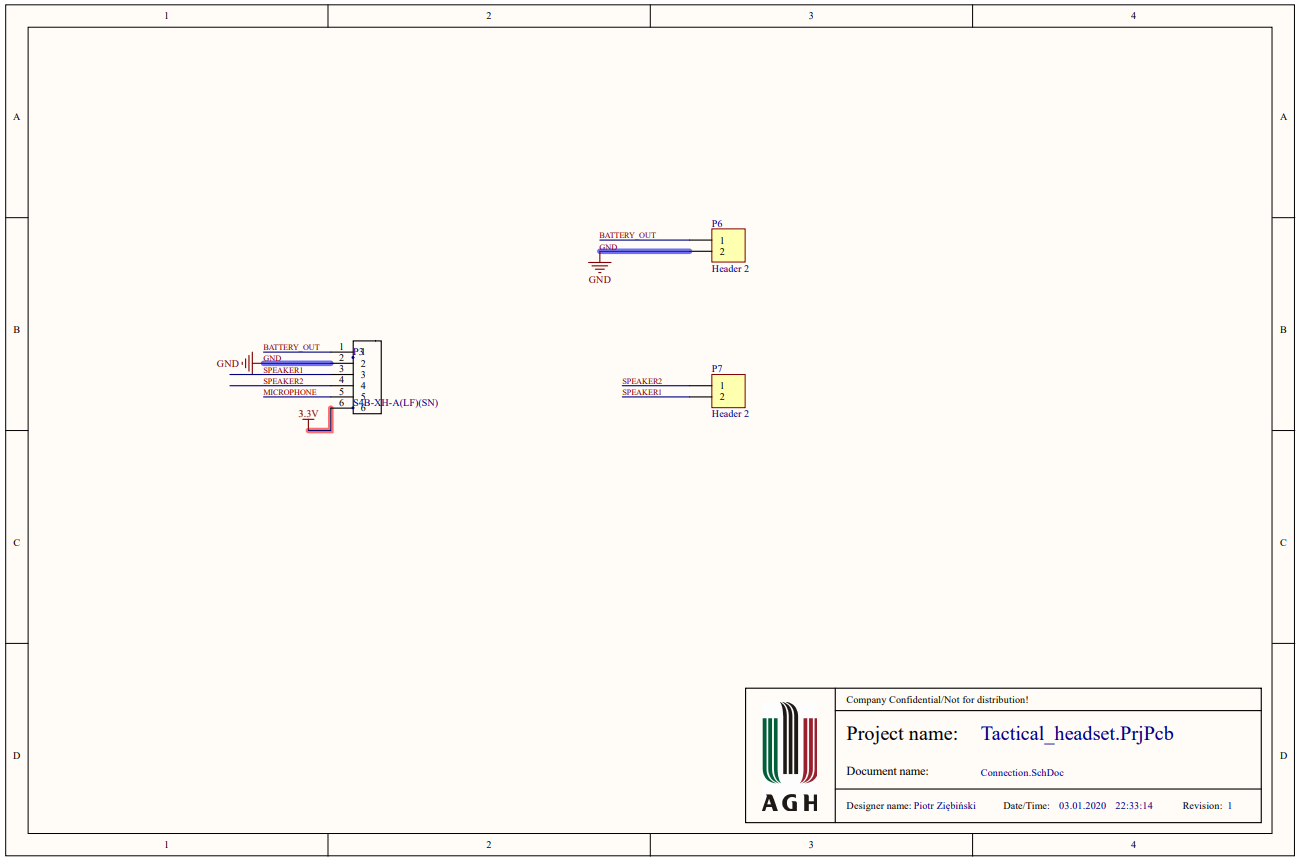 1 2 3 4
A A
P6
BATTERY_OUT 1
GND 2
GND
Header 2
B B
BATTERY_OUT 1 P3 1
GND GND 2 2
SPEAKER1 3 3
SPEAKER2 4 4
MICROPHONE 5 5
6 S4B-XH-A(LF)(SN) 6
3.3V
P7
SPEAKER2 1
SPEAKER1 2
Header 2
C C
D D
Company Confidential/Not for distribution!
Project name: Tactical_headset.PrjPcb
Document name: Connection.SchDoc
AGH
Designer name: Piotr Ziębiński Date/Time: 03.01.2020 22:33:14 Revision: 1
1 2 3 4